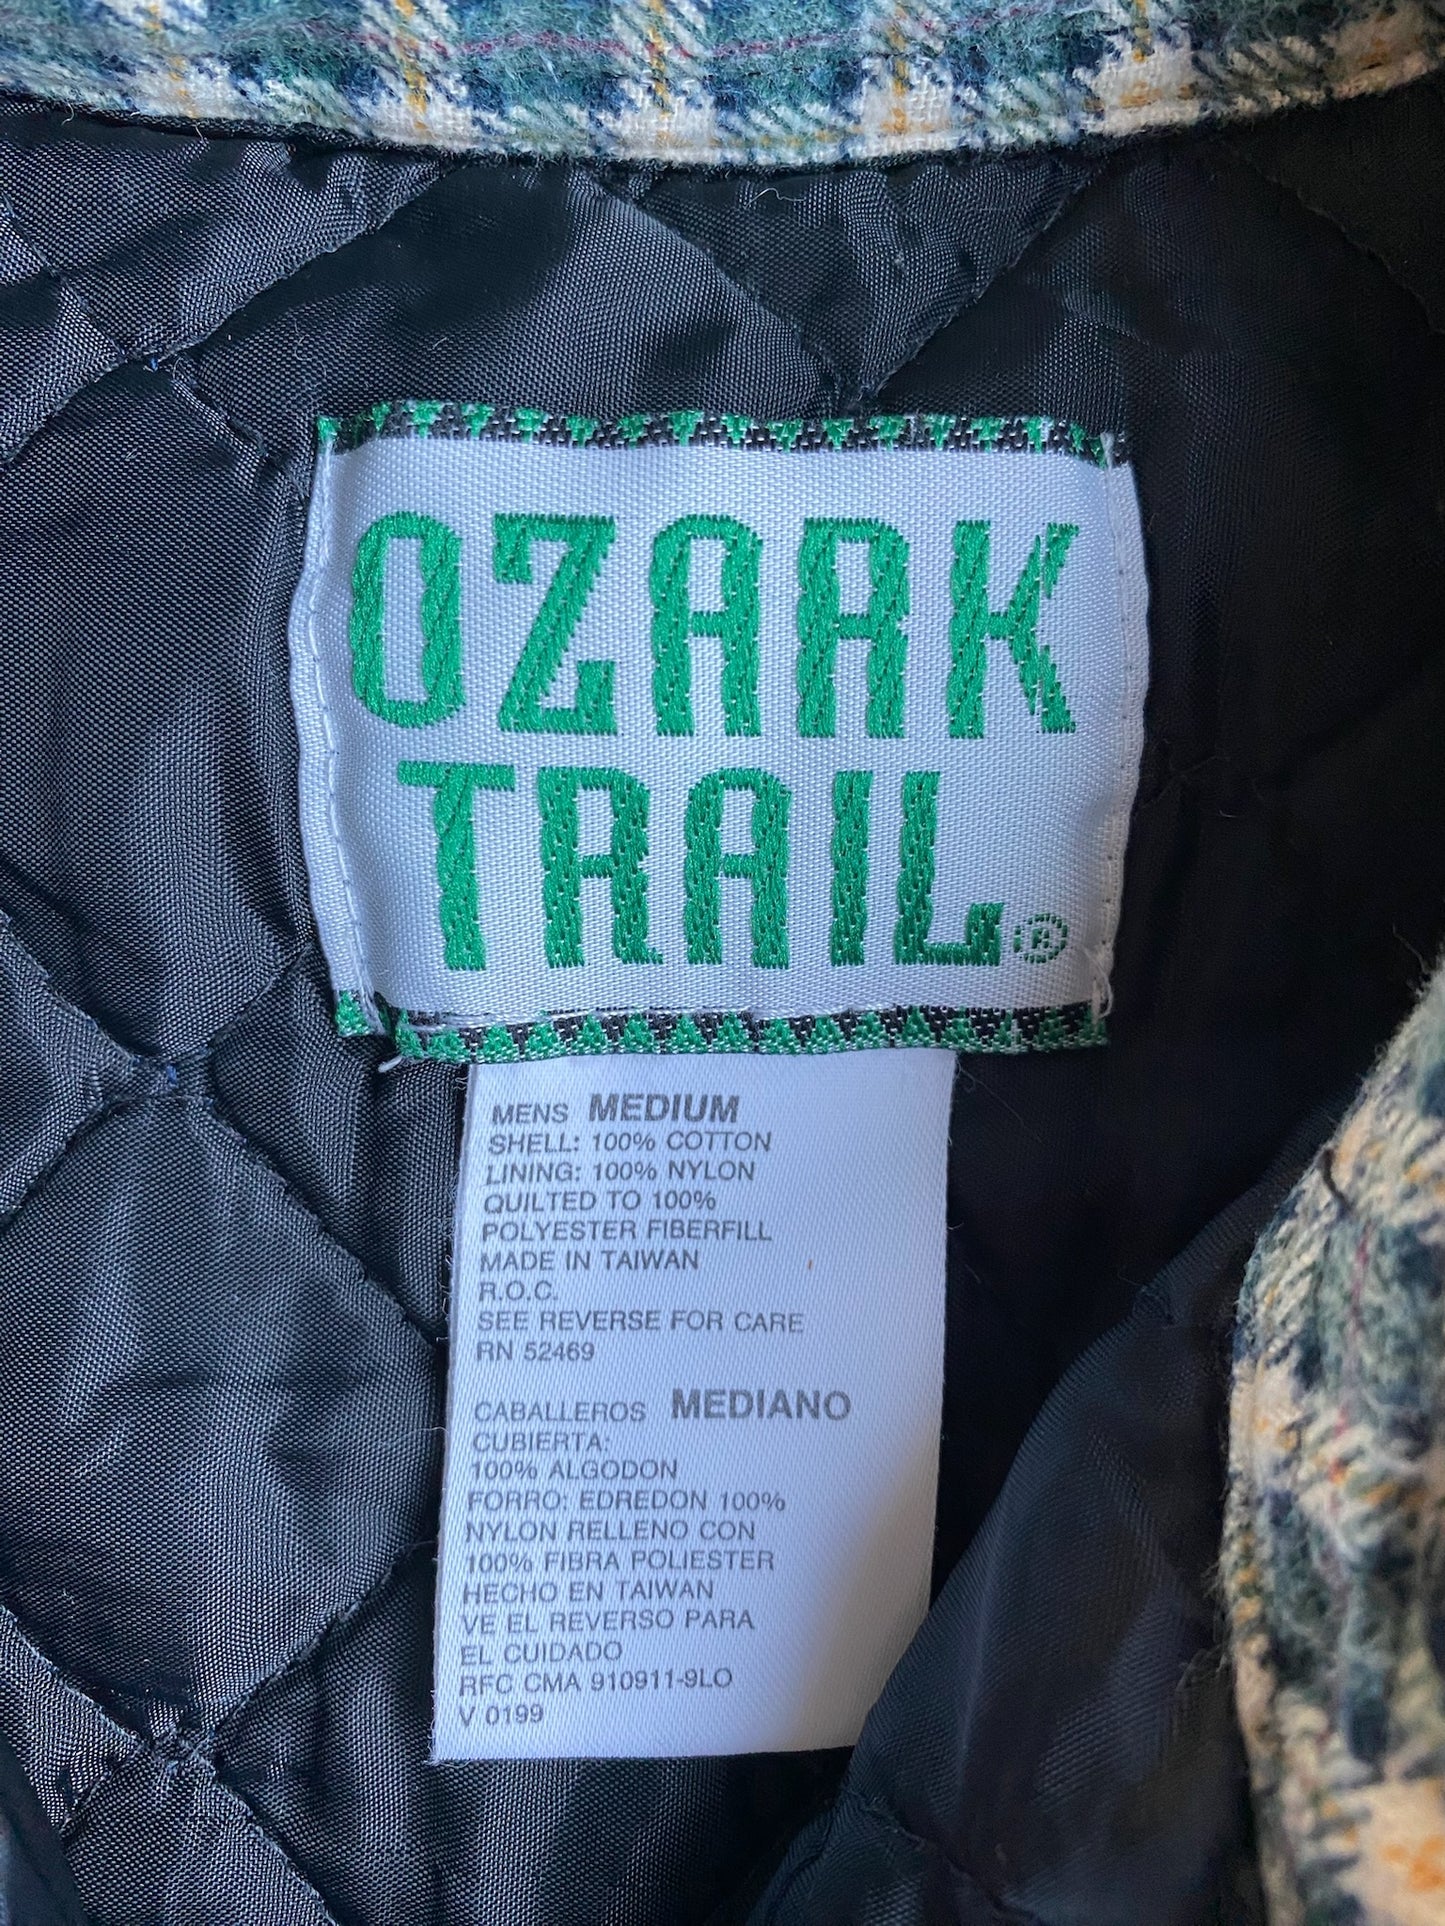 OZARK
TRAIL®
MENS MEDIUM
SHELL: 100% COTTON
LINING: 100% NYLON
QUILTED TO 100%
POLYESTER FIBERFILL
MADE IN TAIWAN
R.O.C.
SEE REVERSE FOR CARE
RN 52469
CABALLEROS MEDIANO
CUBIERTA:
100% ALGODON
FORRO: EDREDON 100%
NYLON RELLENO CON
100% FIBRA POLIESTER
HECHO EN TAIWAN
VE EL REVERSO PARA
EL CUIDADO
RFC CMA 910911-9LO
V 0199